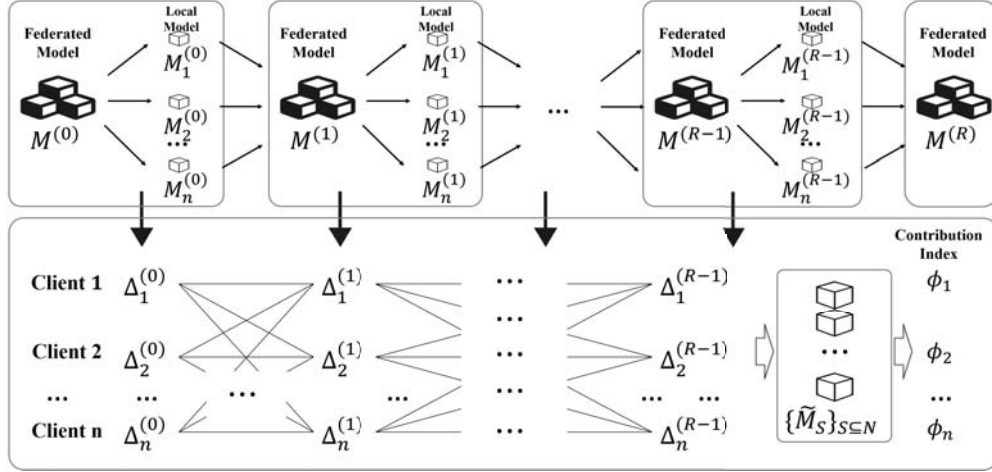 Federated Model
M^(0)
Local Model
M_1^(0)
M_2^(0)
...
M_n^(0)
Federated Model
M^(1)
Local Model
M_1^(1)
M_2^(1)
...
M_n^(1)
...
Federated Model
M^(R-1)
Local Model
M_1^(R-1)
M_2^(R-1)
...
M_n^(R-1)
Federated Model
M^(R)
Contribution Index
Client 1 Δ_1^(0) Δ_1^(1) ... Δ_1^(R-1) ϕ_1
...
Client 2 Δ_2^(0) Δ_2^(1) ... Δ_2^(R-1) ... ϕ_2
... ... ... ... ... ... ... ...
Client n Δ_n^(0) Δ_n^(1) ... Δ_n^(R-1) {M̃_S}_{S⊆N} ϕ_n